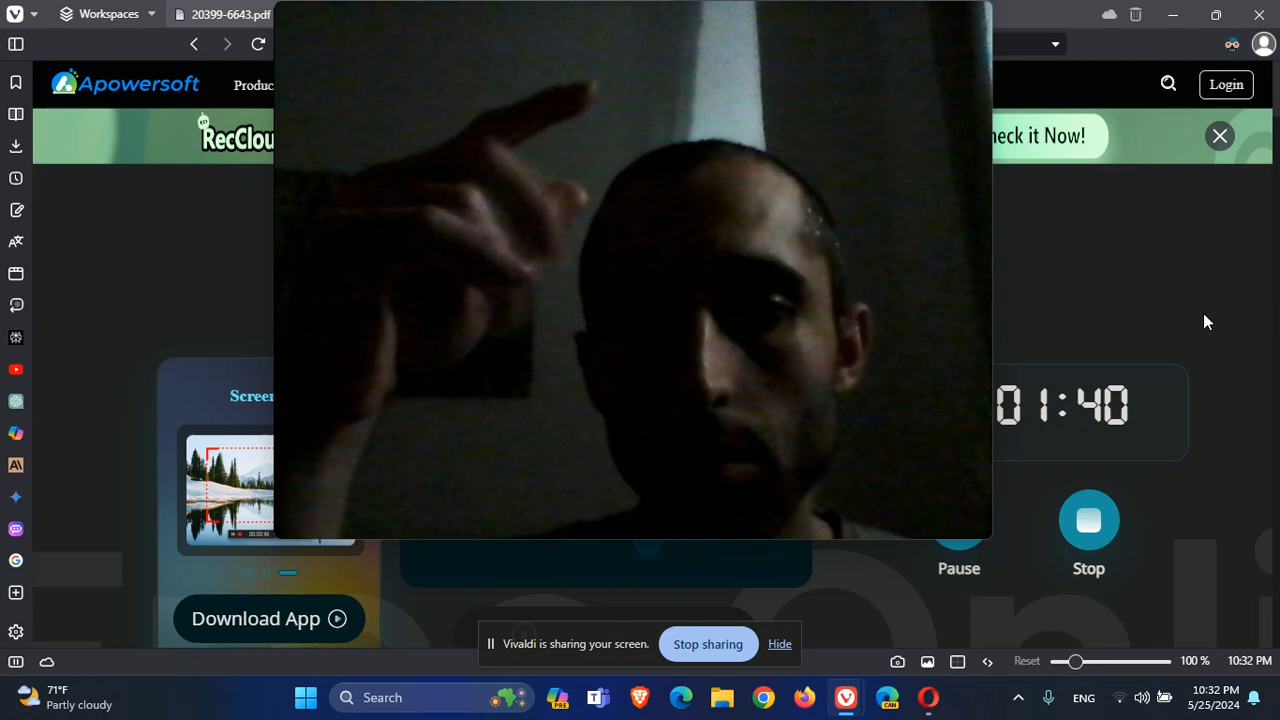 Workspaces
20399-6643.pdf
Apowersoft
Produc
Login
RecClou
heck it Now!
Screen
01:40
Download App
Pause
Stop
Vivaldi is sharing your screen.
Stop sharing
Hide
Reset
100 %
10:32 PM
71°F
Partly cloudy
Search
PRE
CAN
ENG
10:32 PM
5/25/2024